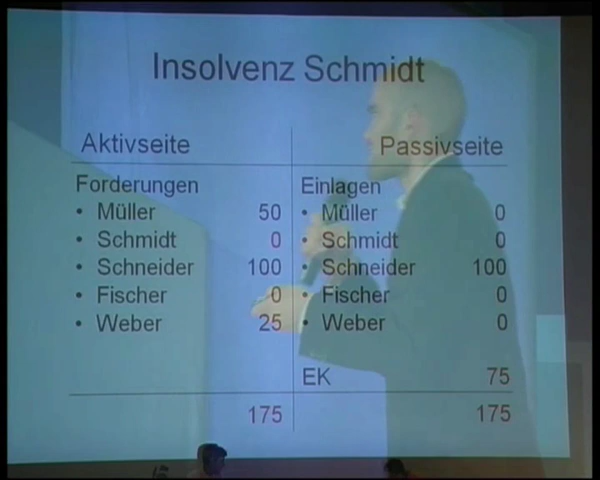 Insolvenz Schmidt
Aktivseite Passivseite
Forderungen Einlagen
• Müller 50 • Müller 0
• Schmidt 0 • Schmidt 0
• Schneider 100 • Schneider 100
• Fischer 0 • Fischer 0
• Weber 25 • Weber 0
EK 75
175 175